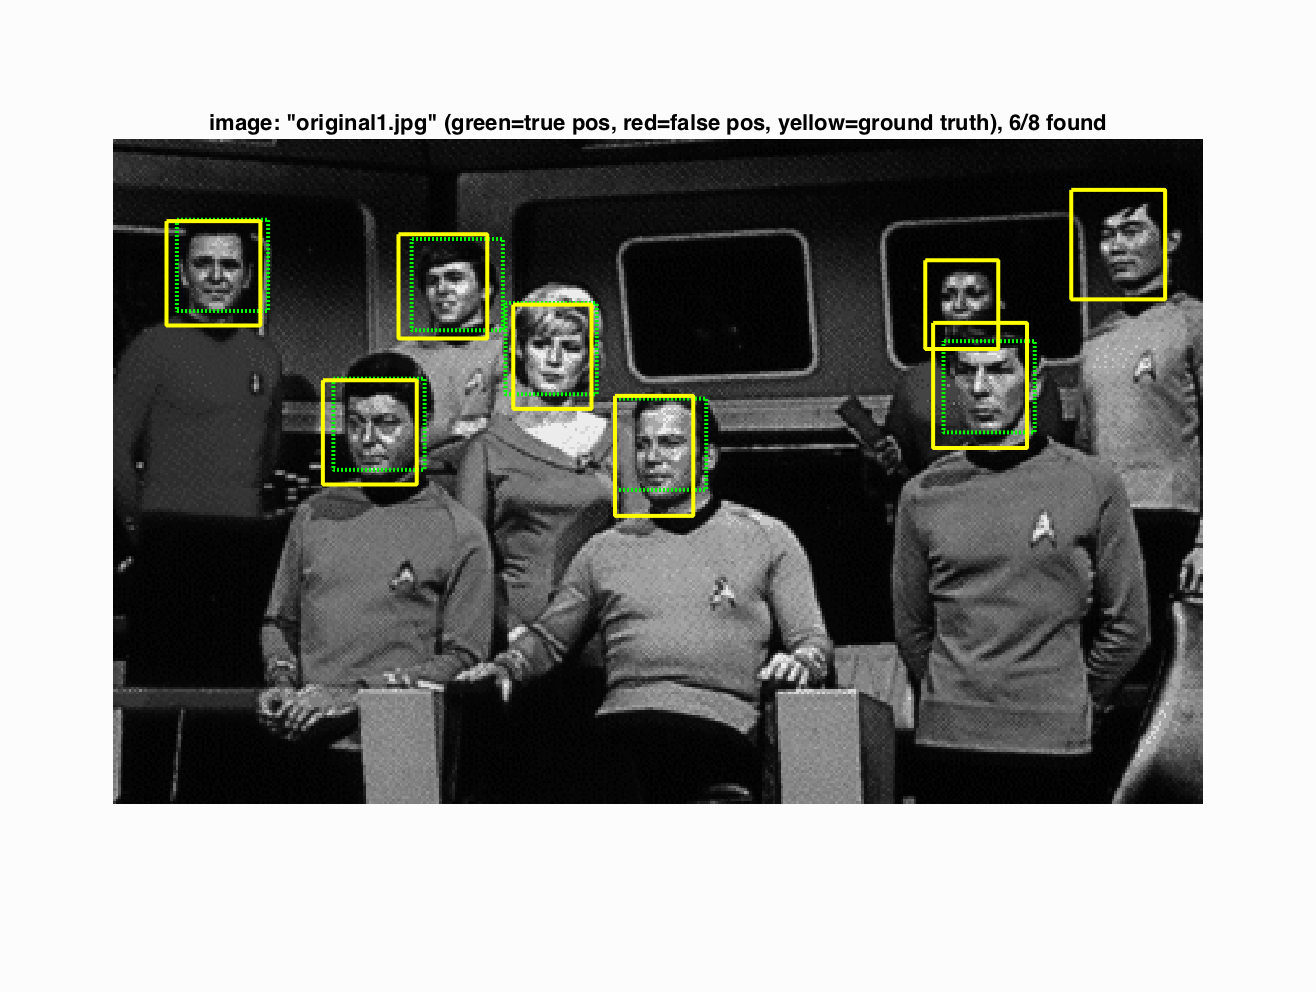 image: "original1.jpg" (green=true pos, red=false pos, yellow=ground truth), 6/8 found